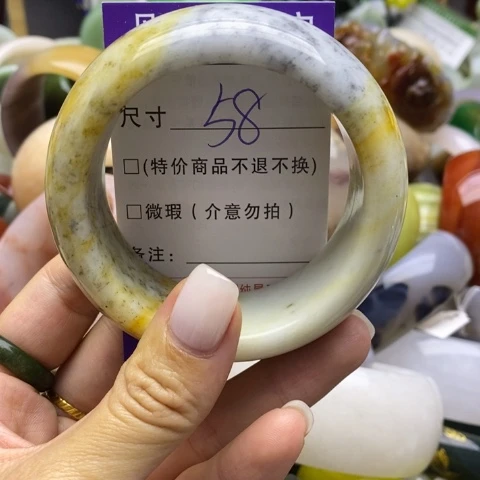 尺寸 58
□(特价商品不退不换)
□微瑕(介意勿拍)
备注: